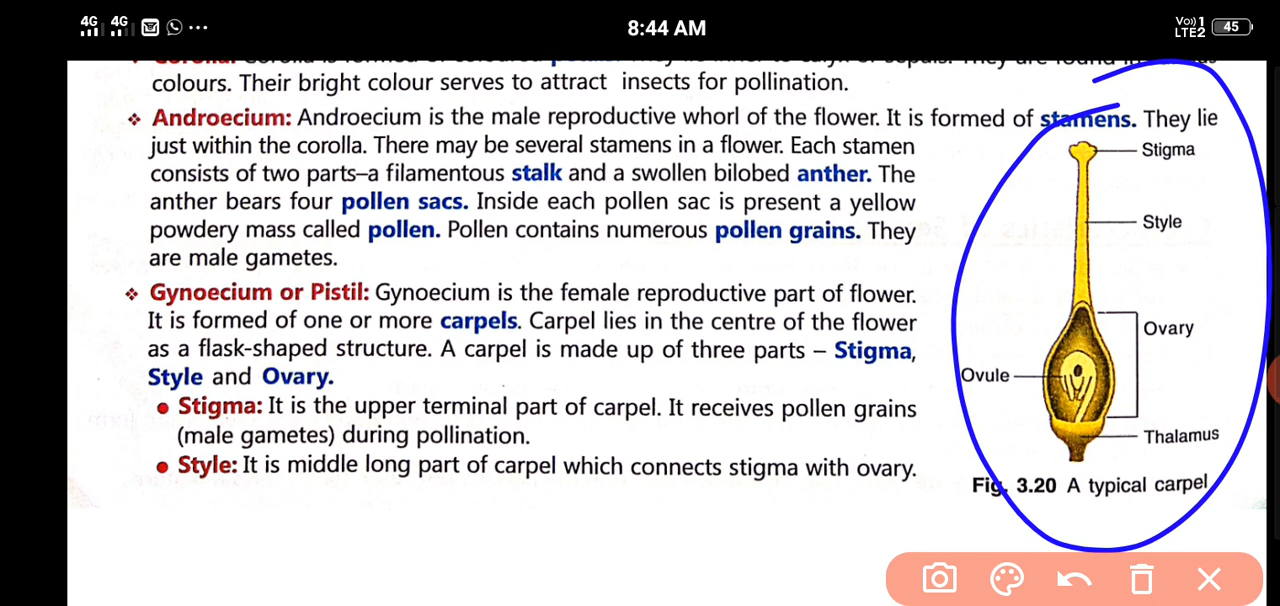 4G 4G 8:44 AM Vo)) 1 LTE2 45
colours. Their bright colour serves to attract insects for pollination.
❖ Androecium: Androecium is the male reproductive whorl of the flower. It is formed of stamens. They lie
just within the corolla. There may be several stamens in a flower. Each stamen
consists of two parts–a filamentous stalk and a swollen bilobed anther. The
anther bears four pollen sacs. Inside each pollen sac is present a yellow
powdery mass called pollen. Pollen contains numerous pollen grains. They
are male gametes.
❖ Gynoecium or Pistil: Gynoecium is the female reproductive part of flower.
It is formed of one or more carpels. Carpel lies in the centre of the flower
as a flask-shaped structure. A carpel is made up of three parts – Stigma,
Style and Ovary.
• Stigma: It is the upper terminal part of carpel. It receives pollen grains
(male gametes) during pollination.
• Style: It is middle long part of carpel which connects stigma with ovary.
Stigma
Style
Ovary
Ovule
Thalamus
Fig. 3.20 A typical carpel